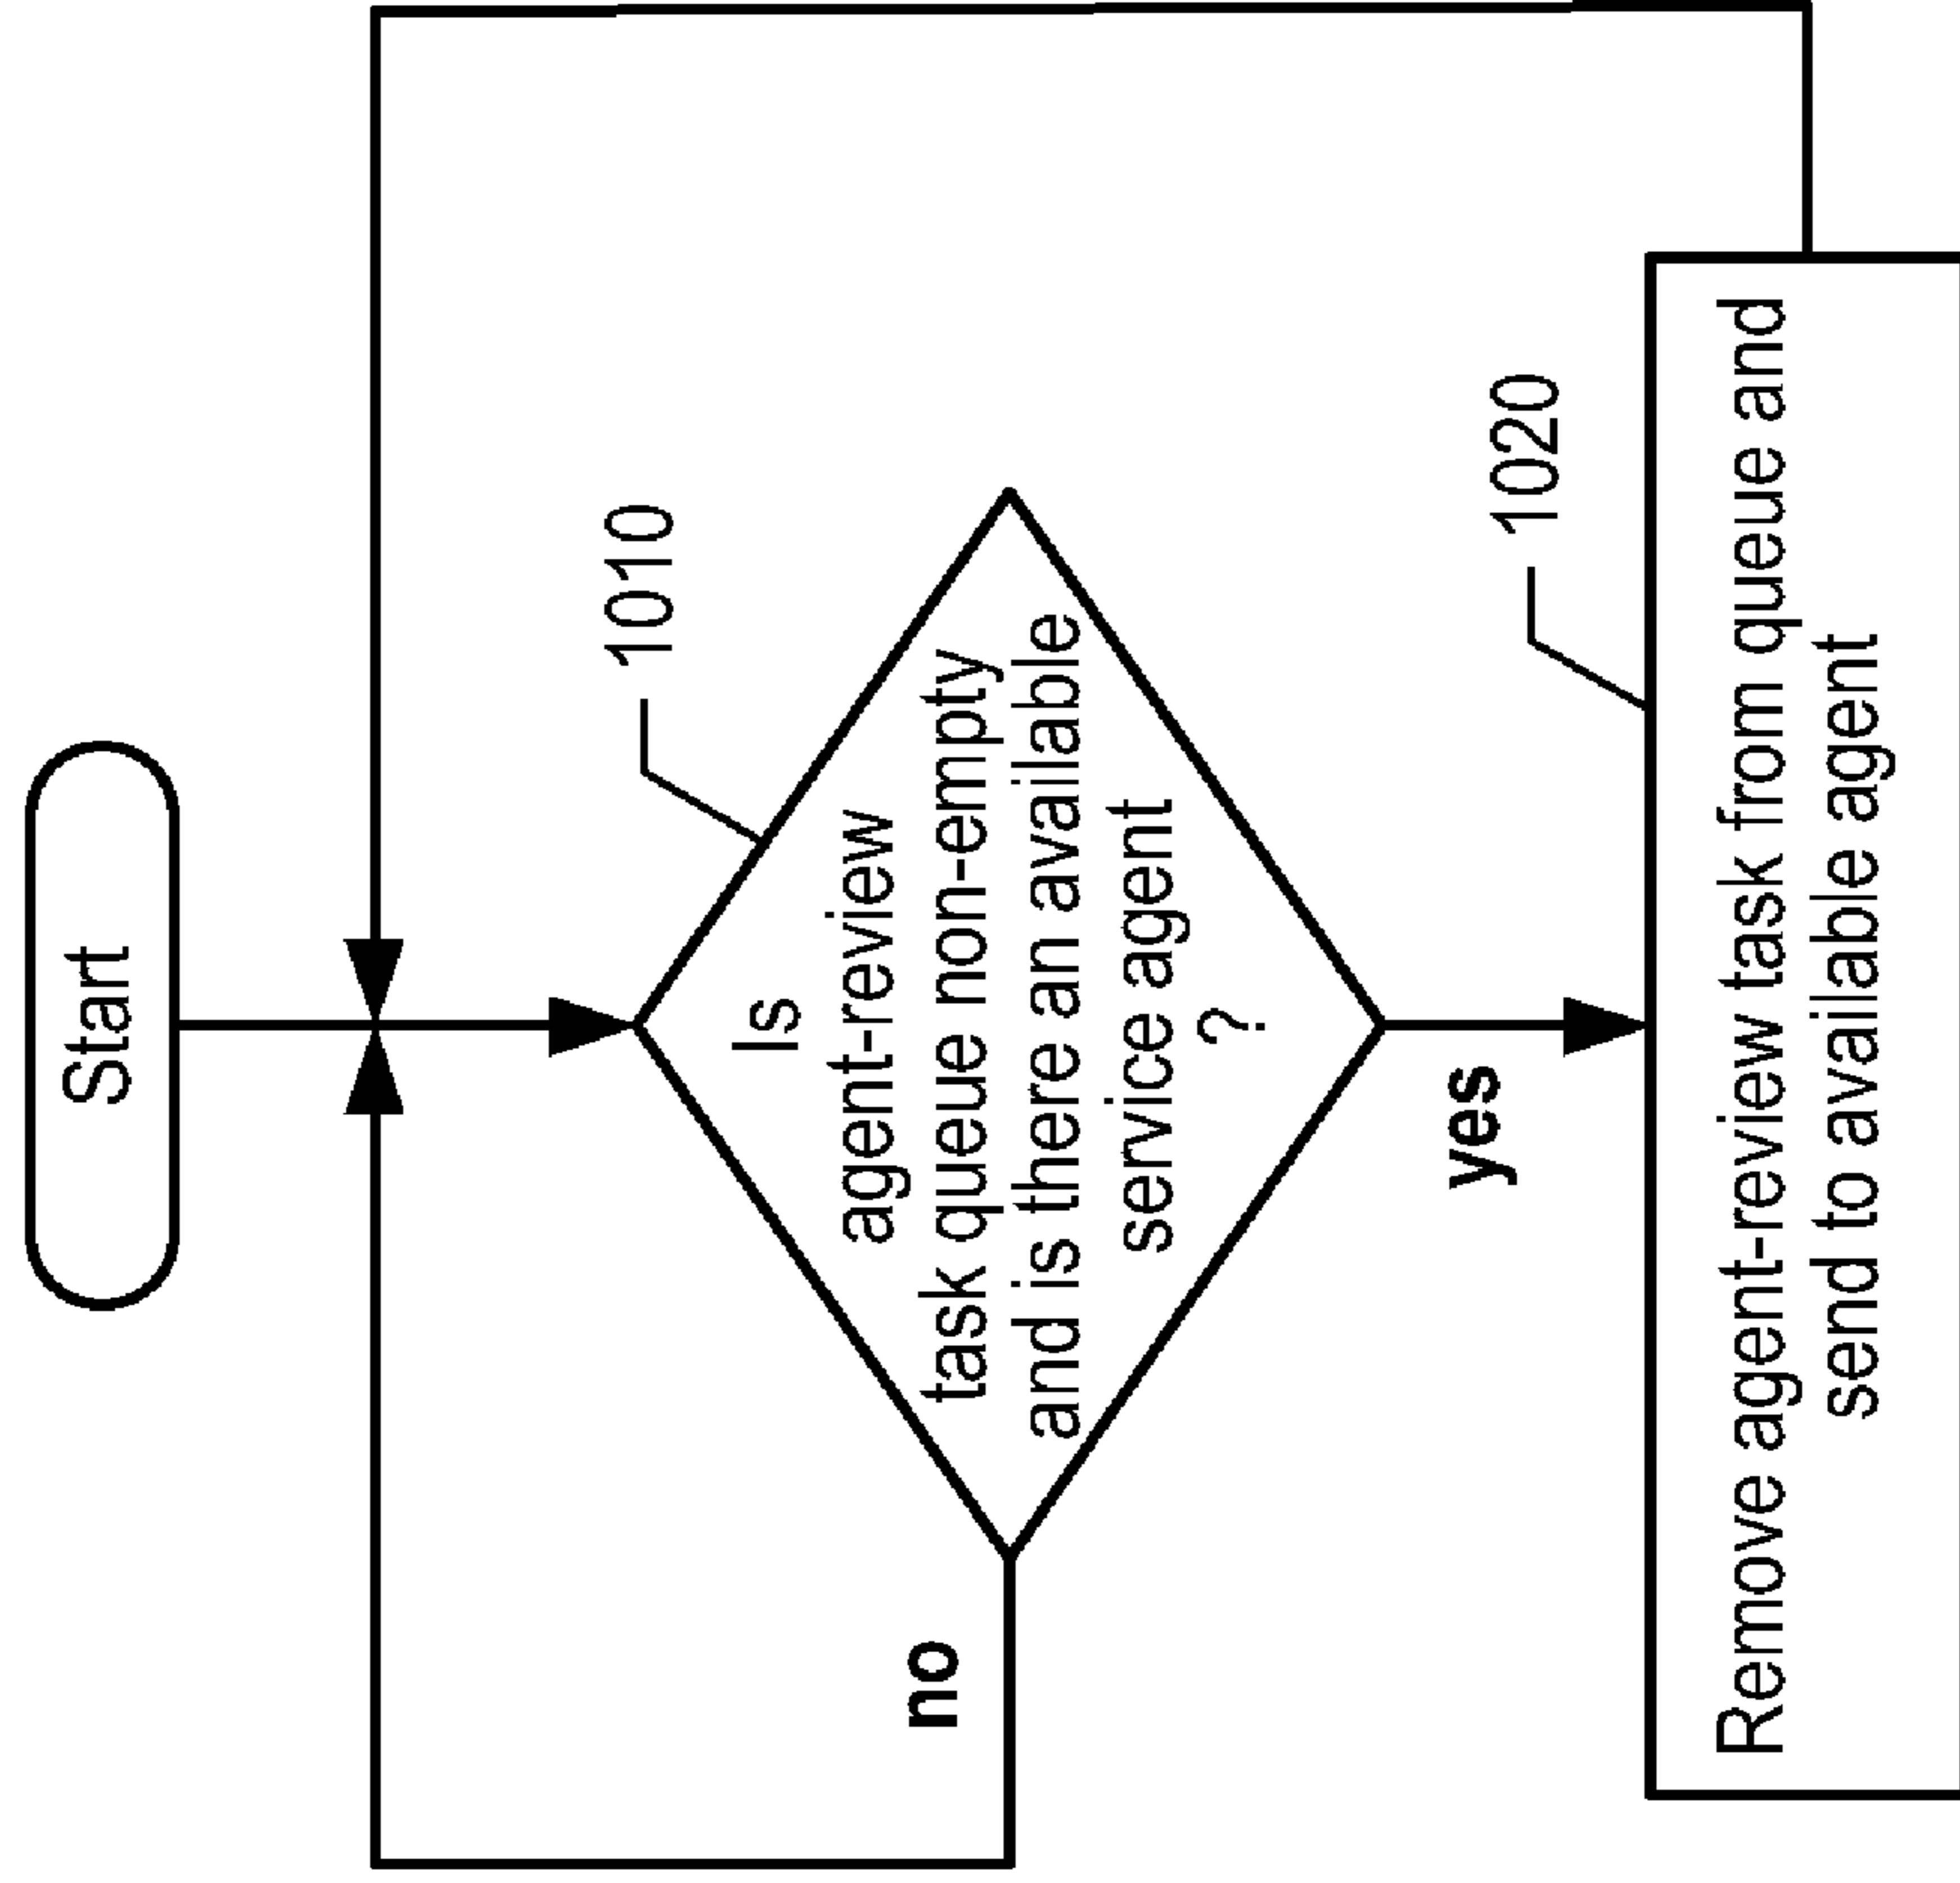 Start
1010
Is
agent-review
task queue non-empty
and is there an available
service agent
?
no
yes
1020
Remove agent-review task from queue and
send to available agent